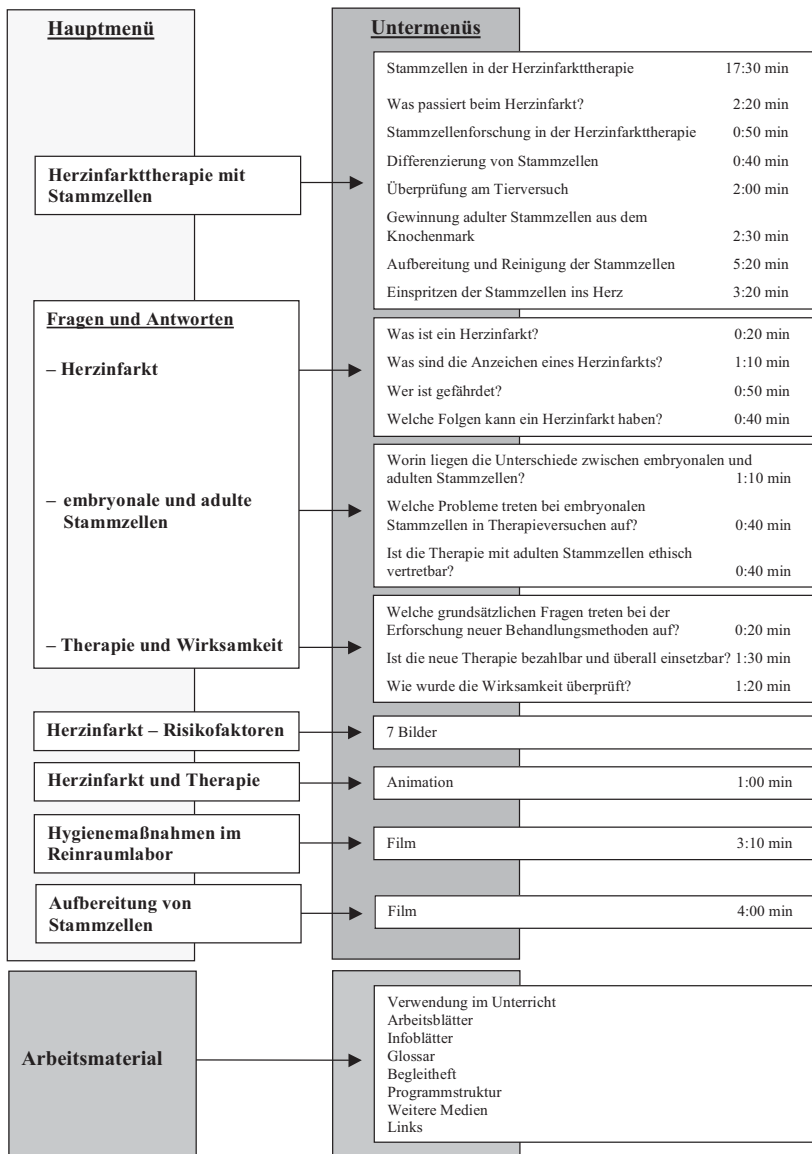 Hauptmenü
Untermenüs
Herzinfarkttherapie mit
Stammzellen
Stammzellen in der Herzinfarkttherapie 17:30 min
Was passiert beim Herzinfarkt? 2:20 min
Stammzellenforschung in der Herzinfarkttherapie 0:50 min
Differenzierung von Stammzellen 0:40 min
Überprüfung am Tierversuch 2:00 min
Gewinnung adulter Stammzellen aus dem
Knochenmark 2:30 min
Aufbereitung und Reinigung der Stammzellen 5:20 min
Einspritzen der Stammzellen ins Herz 3:20 min
Fragen und Antworten
– Herzinfarkt
Was ist ein Herzinfarkt? 0:20 min
Was sind die Anzeichen eines Herzinfarkts? 1:10 min
Wer ist gefährdet? 0:50 min
Welche Folgen kann ein Herzinfarkt haben? 0:40 min
– embryonale und adulte
Stammzellen
Worin liegen die Unterschiede zwischen embryonalen und
adulten Stammzellen? 1:10 min
Welche Probleme treten bei embryonalen
Stammzellen in Therapieversuchen auf? 0:40 min
Ist die Therapie mit adulten Stammzellen ethisch
vertretbar? 0:40 min
– Therapie und Wirksamkeit
Welche grundsätzlichen Fragen treten bei der
Erforschung neuer Behandlungsmethoden auf? 0:20 min
Ist die neue Therapie bezahlbar und überall einsetzbar? 1:30 min
Wie wurde die Wirksamkeit überprüft? 1:20 min
Herzinfarkt – Risikofaktoren
7 Bilder
Herzinfarkt und Therapie
Animation 1:00 min
Hygienemaßnahmen im
Reinraumlabor
Film 3:10 min
Aufbereitung von
Stammzellen
Film 4:00 min
Arbeitsmaterial
Verwendung im Unterricht
Arbeitsblätter
Infoblätter
Glossar
Begleitheft
Programmstruktur
Weitere Medien
Links